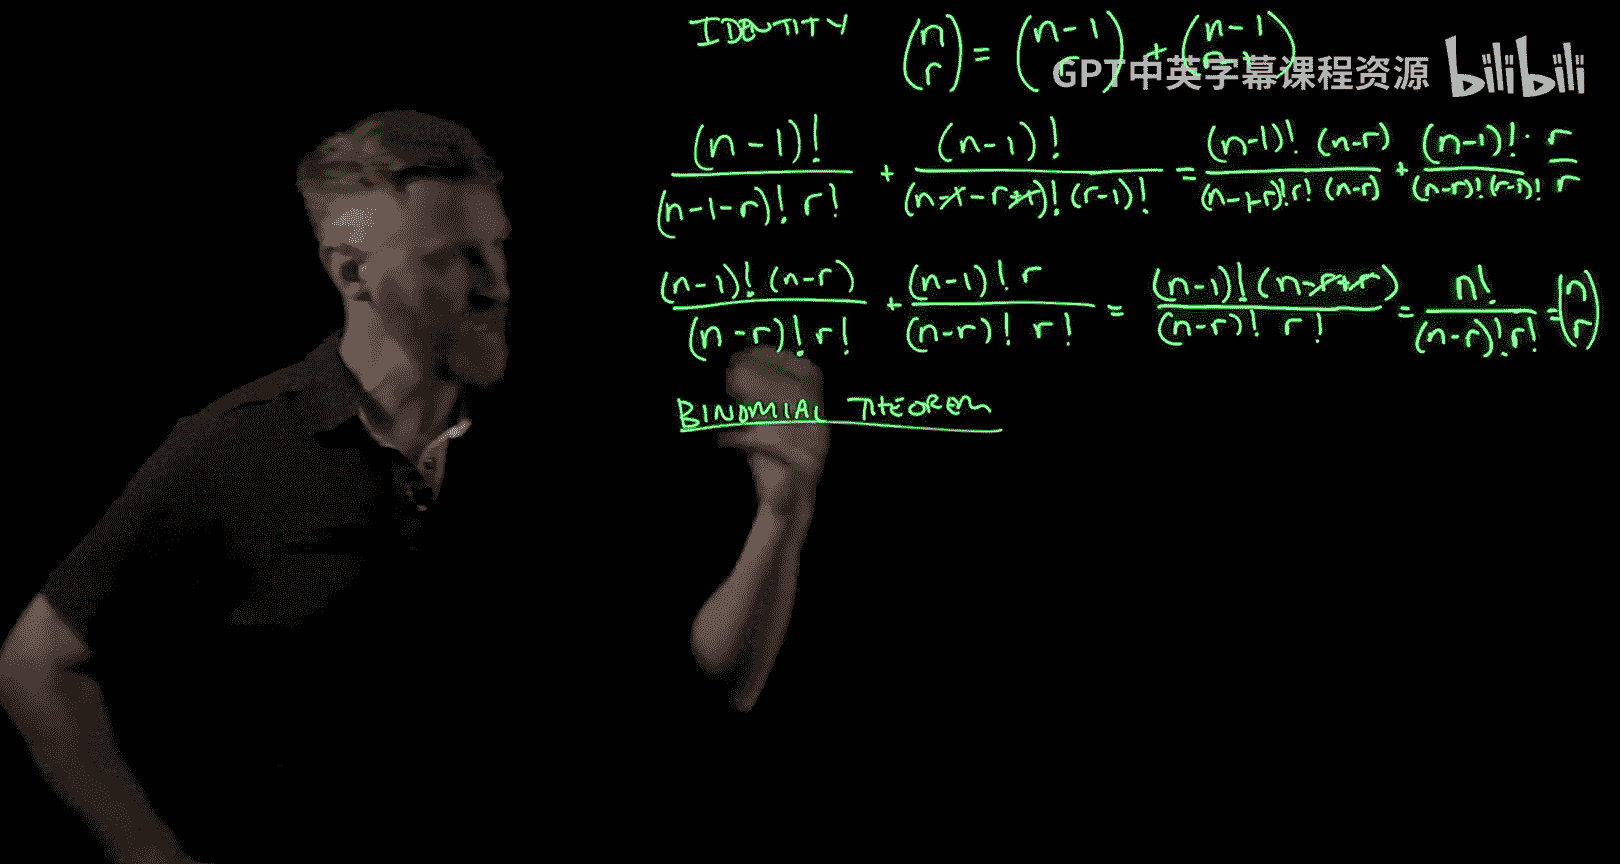 IDENTITY (n r) = (n-1 r) + (n-1
GPT中英字幕课程资源 bilibili
(n-1)! / (n-1-r)! r! + (n-1)! / (n-1-r+1)! (r-1)! = (n-1)! (n-r) / (n-1-r)! r! (n-r) + (n-1)! · r / (n-r)! (r-1)! r
(n-1)! (n-r) / (n-r)! r! + (n-1)! r / (n-r)! r! = (n-1)! (n-r+r) / (n-r)! r! = n! / (n-r)! r! = (n r)
BINOMIAL THEOREM